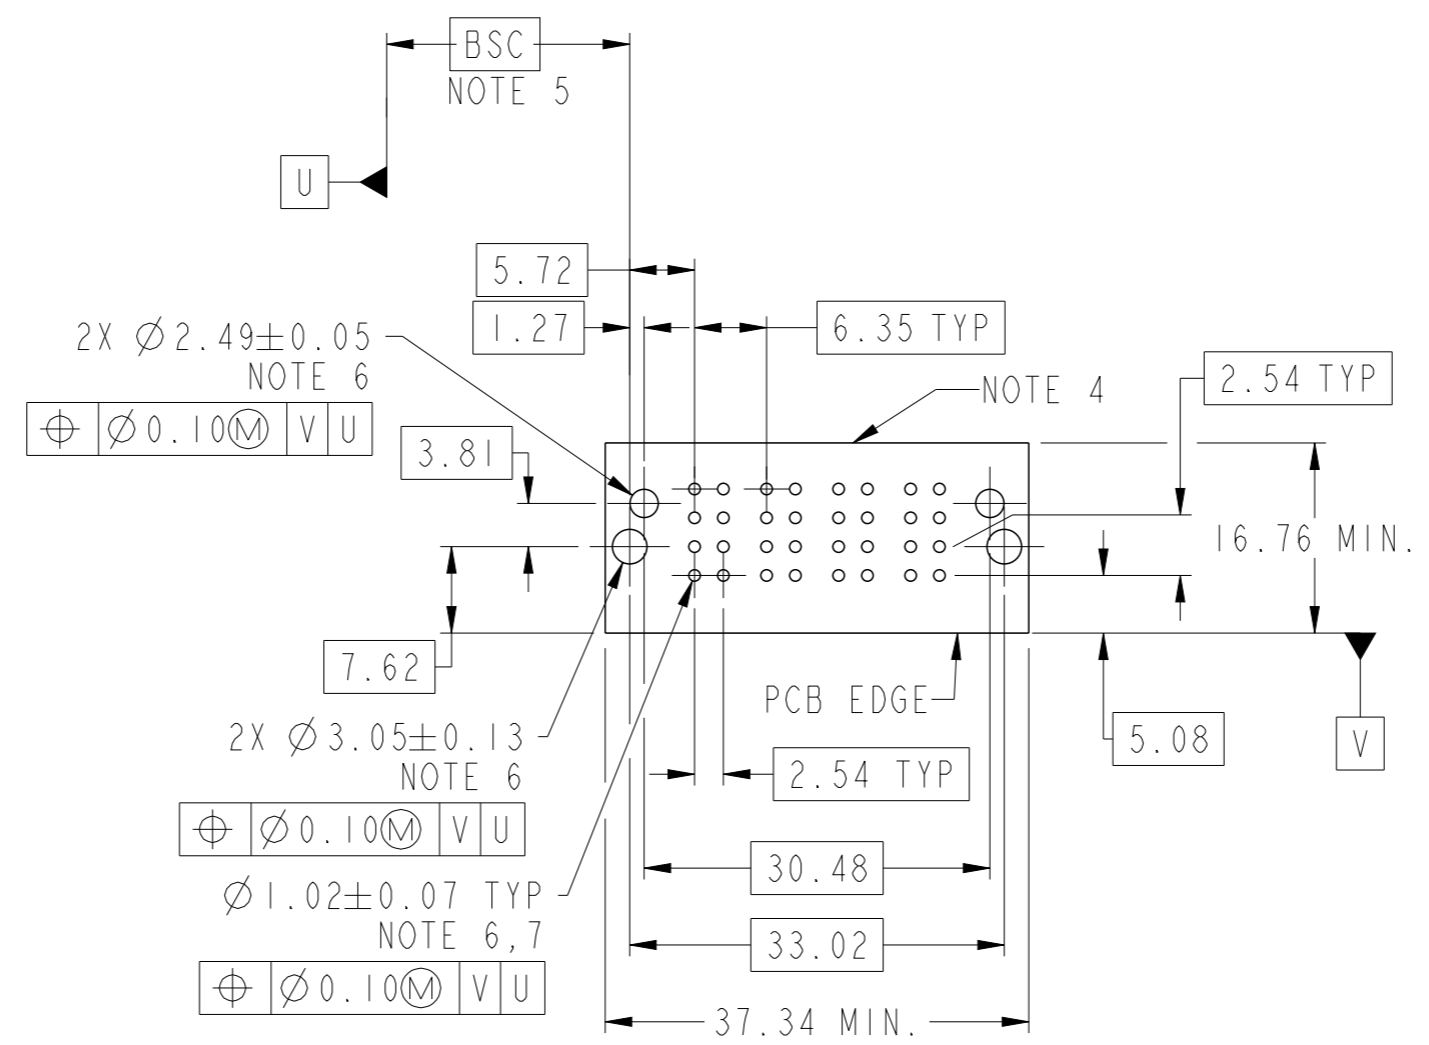 BSC
NOTE 5
U
5.72
1.27
6.35 TYP
2X ∅2.49±0.05
NOTE 6
⌖ ∅0.10Ⓜ V U
NOTE 4
2.54 TYP
3.81
16.76 MIN.
7.62
PCB EDGE
5.08
V
2X ∅3.05±0.13
NOTE 6
⌖ ∅0.10Ⓜ V U
2.54 TYP
30.48
∅1.02±0.07 TYP
NOTE 6,7
⌖ ∅0.10Ⓜ V U
33.02
37.34 MIN.